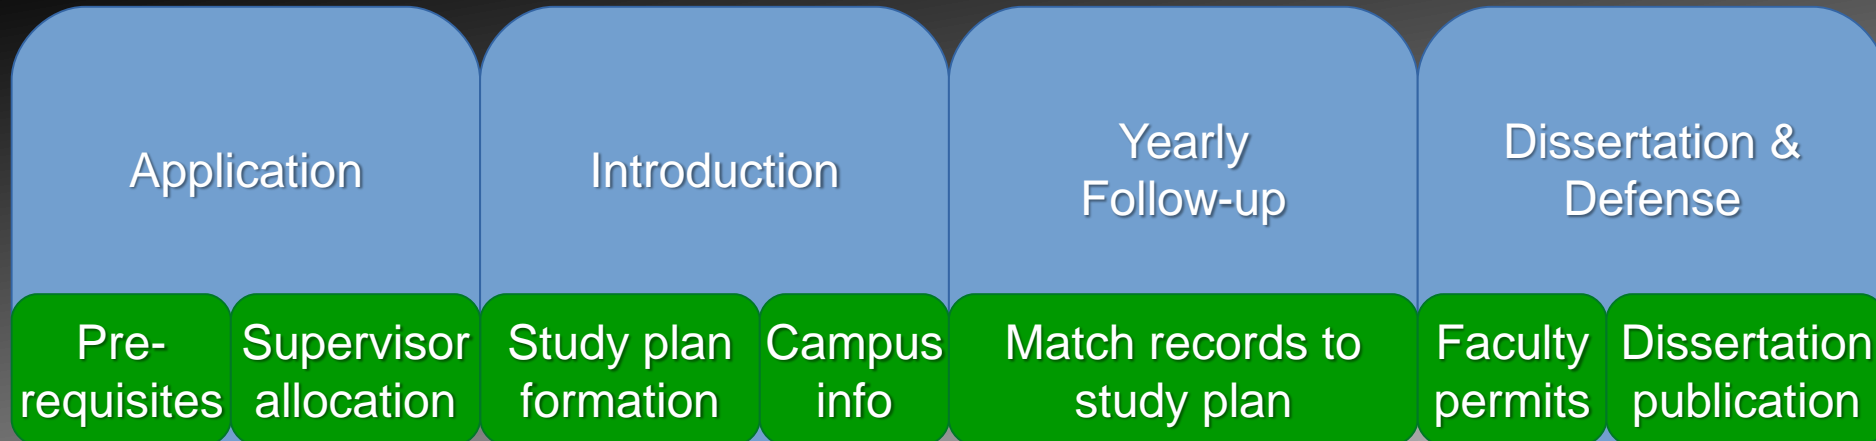 Application
Introduction
Yearly
Follow-up
Dissertation &
Defense
Pre-
requisites
Supervisor
allocation
Study plan
formation
Campus
info
Match records to
study plan
Faculty
permits
Dissertation
publication